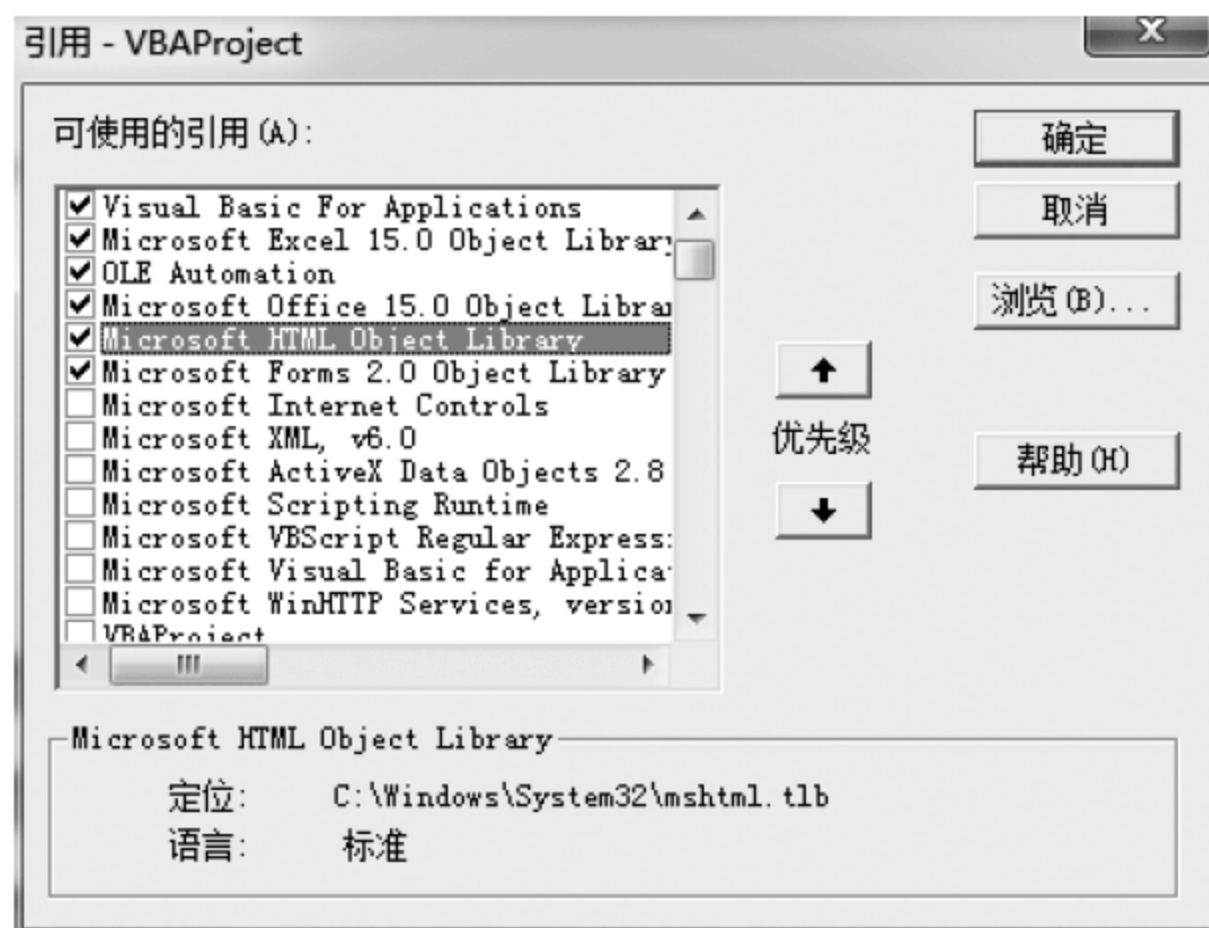 引用 - VBAProject
可使用的引用(A):
Visual Basic For Applications
Microsoft Excel 15.0 Object Library
OLE Automation
Microsoft Office 15.0 Object Librar
Microsoft HTML Object Library
Microsoft Forms 2.0 Object Library
Microsoft Internet Controls
Microsoft XML, v6.0
Microsoft ActiveX Data Objects 2.8
Microsoft Scripting Runtime
Microsoft VBScript Regular Express
Microsoft Visual Basic for Applica
Microsoft WinHTTP Services, version
VBAProject
确定
取消
浏览(B)...
优先级
帮助(H)
Microsoft HTML Object Library
定位: C:\Windows\System32\mshtml.tlb
语言: 标准